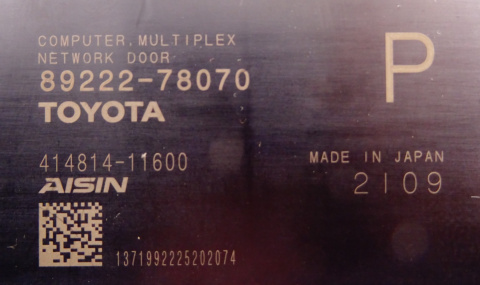 COMPUTER, MULTIPLEX
NETWORK DOOR
89222-78070
TOYOTA
P
414814-11600
AISIN
MADE IN JAPAN
2109
1371992225202074